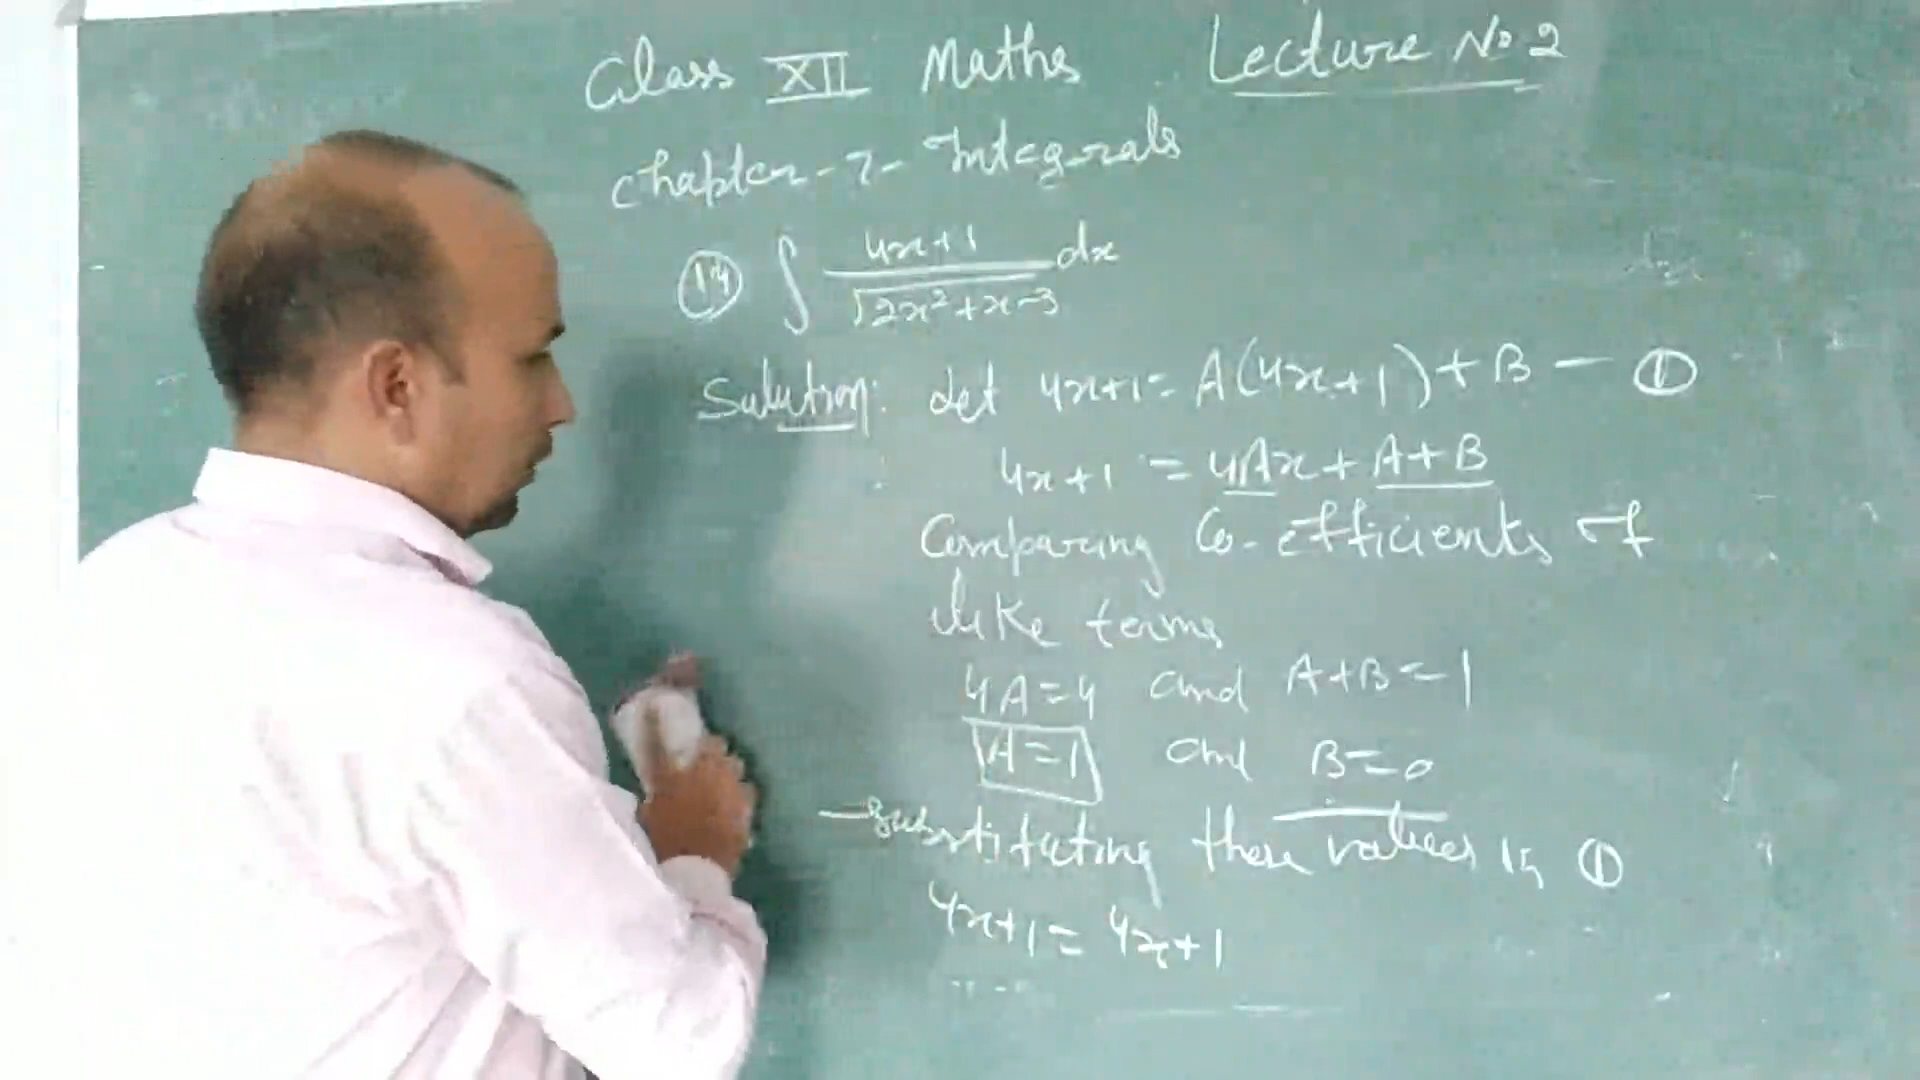 Class XII Maths Lecture No. 2
Chapter-7- Integrals
14 ∫ 4x+1 / √2x²+x-3 dx
Solution: Let 4x+1 = A(4x+1)+B — ①
4x+1 = 4Ax + A+B
Comparing Co-efficients of
like terms
4A=4 and A+B=1
A=1 and B=0
Substituting these values in ①
4x+1 = 4x+1